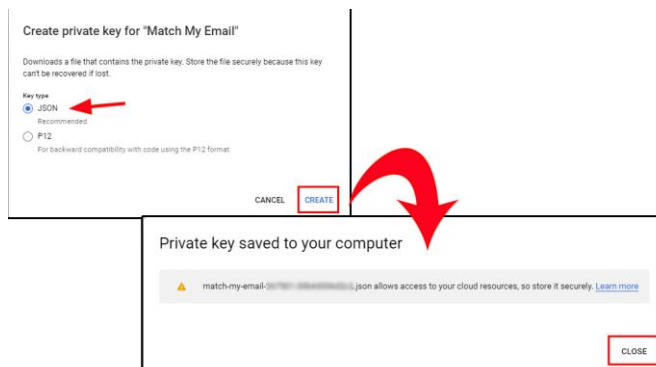 Create private key for "Match My Email"
Downloads a file that contains the private key. Store the file securely because this key
can't be recovered if lost.
Key type
JSON
Recommended
P12
For backward compatibility with code using the P12 format
CANCEL CREATE
Private key saved to your computer
match-my-email- .json allows access to your cloud resources, so store it securely. Learn more
CLOSE